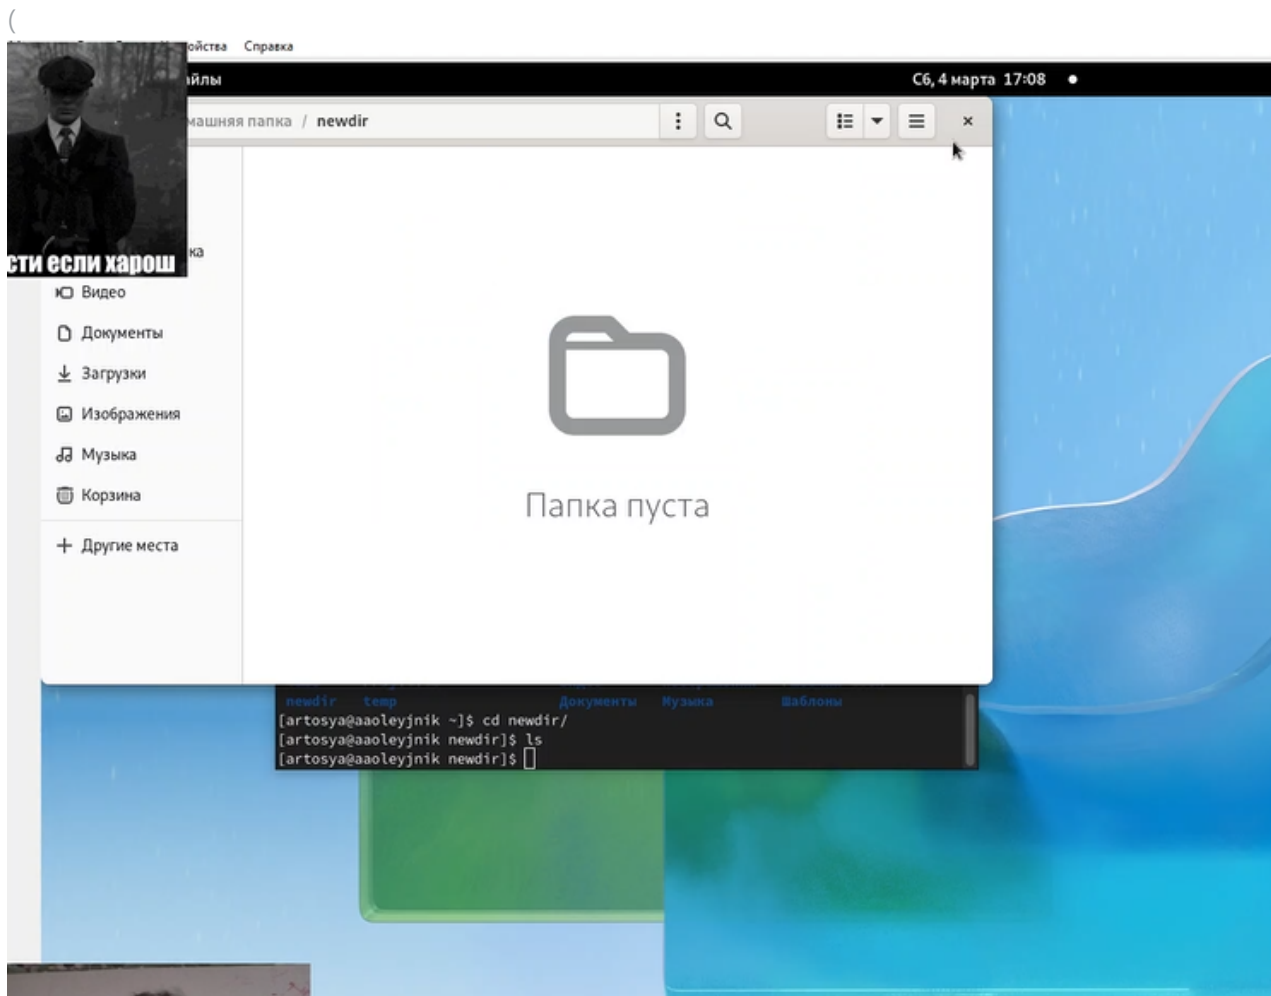 (
ойства Справка
айлы Сб, 4 марта 17:08
машняя папка / newdir
ка
сти если харош
Видео
Документы
Загрузки
Изображения
Музыка
Корзина
Другие места
Папка пуста
newdir temp Документы Музыка Шаблоны
[artosya@aaoleyjnik ~]$ cd newdir/
[artosya@aaoleyjnik newdir]$ ls
[artosya@aaoleyjnik newdir]$